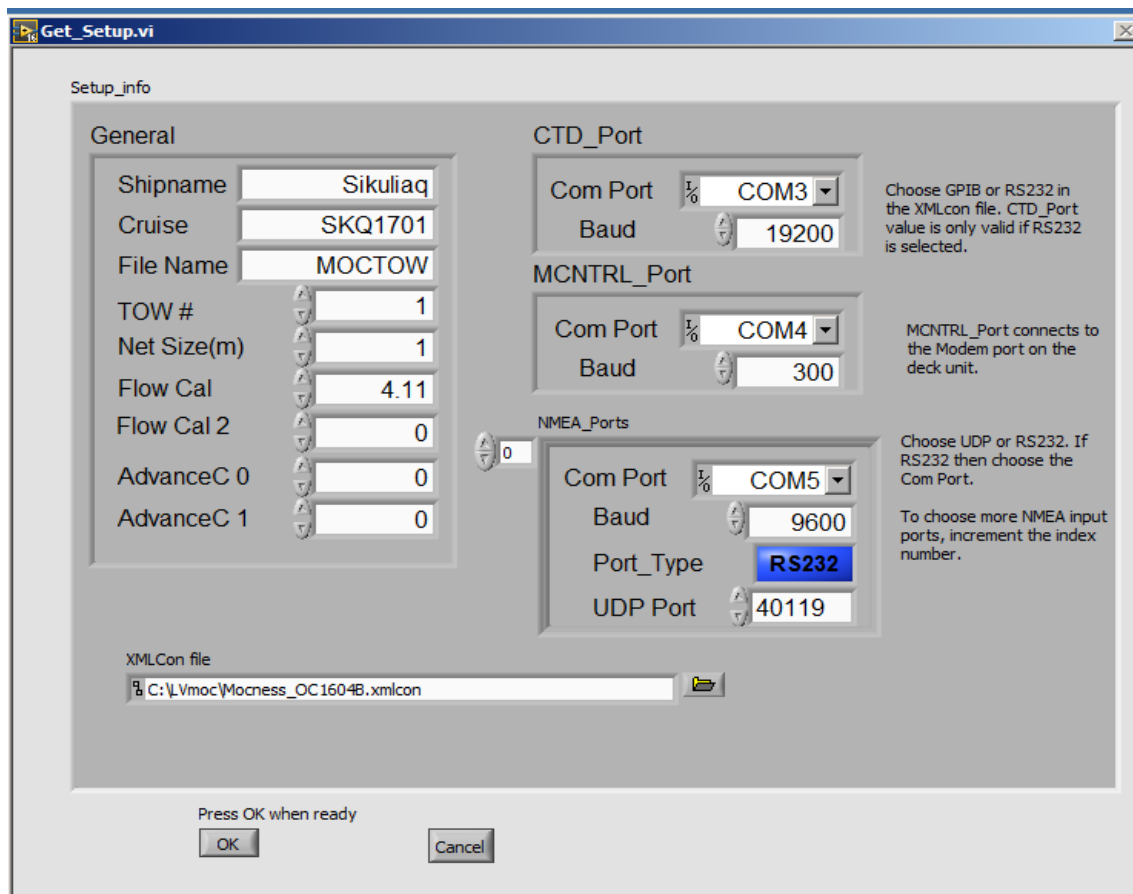 Get_Setup.vi
Setup_info
General
Shipname Sikuliaq
Cruise SKQ1701
File Name MOCTOW
TOW # 1
Net Size(m) 1
Flow Cal 4.11
Flow Cal 2 0
AdvanceC 0 0
AdvanceC 1 0
CTD_Port
Com Port COM3
Baud 19200
Choose GPIB or RS232 in
the XMLcon file. CTD_Port
value is only valid if RS232
is selected.
MCNTRL_Port
Com Port COM4
Baud 300
MCNTRL_Port connects to
the Modem port on the
deck unit.
NMEA_Ports
0
Com Port COM5
Baud 9600
Port_Type RS232
UDP Port 40119
Choose UDP or RS232. If
RS232 then choose the
Com Port.
To choose more NMEA input
ports, increment the index
number.
XMLCon file
C:\LVmoc\Mocness_OC1604B.xmlcon
Press OK when ready
OK
Cancel